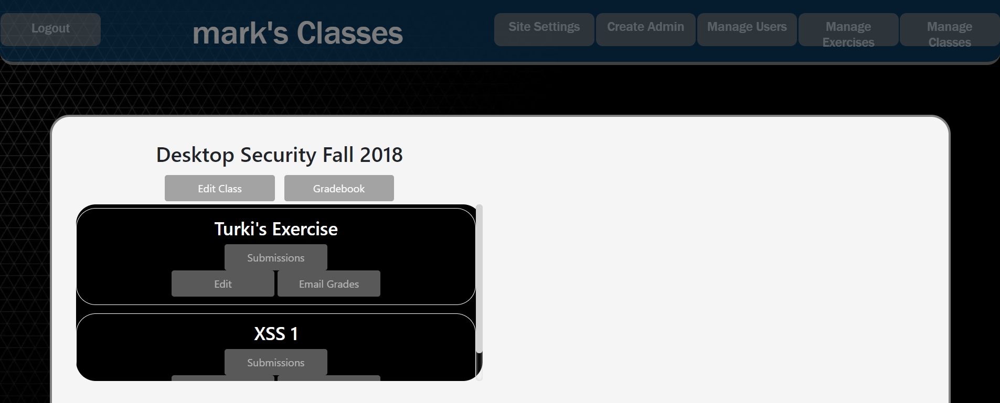 Logout
mark's Classes
Site Settings
Create Admin
Manage Users
Manage
Exercises
Manage
Classes
Desktop Security Fall 2018
Edit Class
Gradebook
Turki's Exercise
Submissions
Edit
Email Grades
XSS 1
Submissions